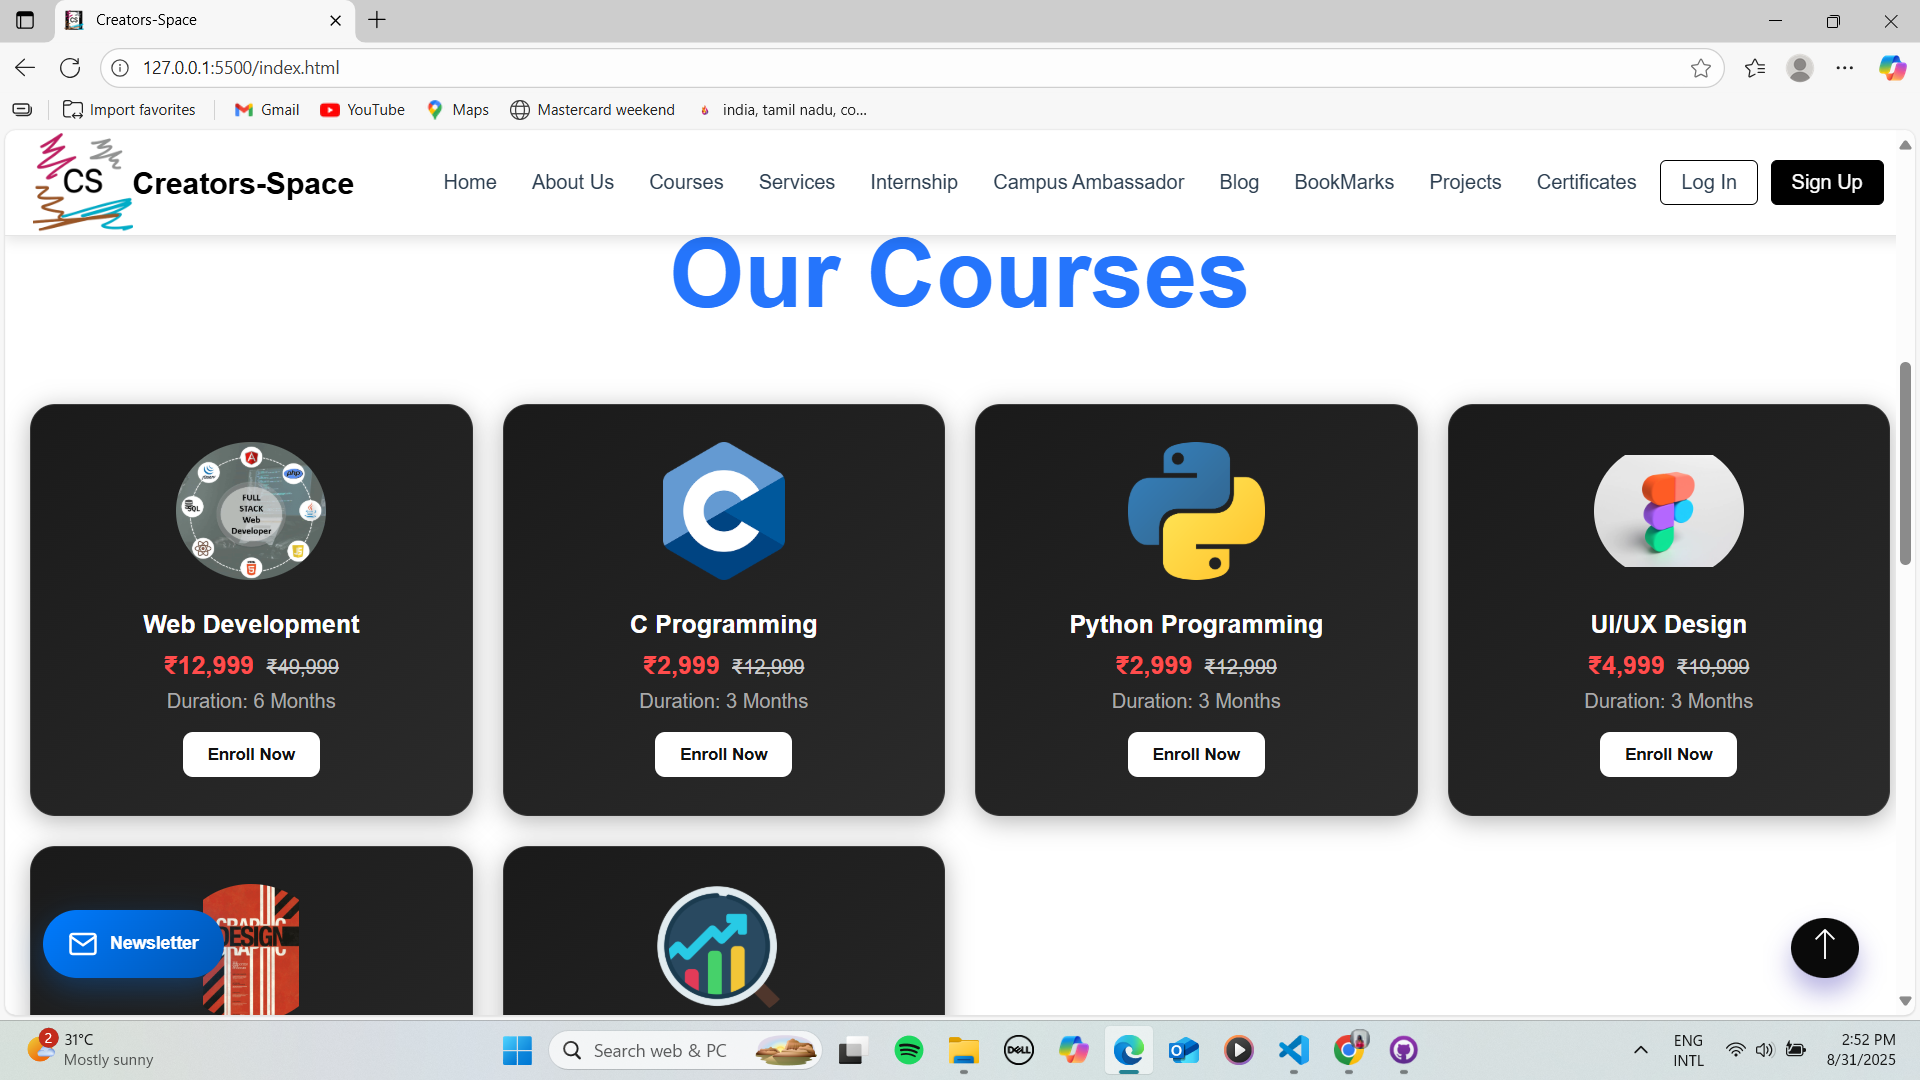 Creators-Space
127.0.0.1:5500/index.html
Import favorites
Gmail
YouTube
Maps
Mastercard weekend
india, tamil nadu, co...
CS
Creators-Space
Home
About Us
Courses
Services
Internship
Campus Ambassador
Blog
BookMarks
Projects
Certificates
Log In
Sign Up
Our Courses
php
SQL
FULL
STACK
Web
Developer
Web Development
₹12,999 ₹49,999
Duration: 6 Months
Enroll Now
C
C Programming
₹2,999 ₹12,999
Duration: 3 Months
Enroll Now
Python Programming
₹2,999 ₹12,999
Duration: 3 Months
Enroll Now
UI/UX Design
₹4,999 ₹19,999
Duration: 3 Months
Enroll Now
Newsletter
GRAPHIC
DESIGN
GRAPHIC
2
31°C
Mostly sunny
Search web & PC
DELL
ENG
INTL
2:52 PM
8/31/2025